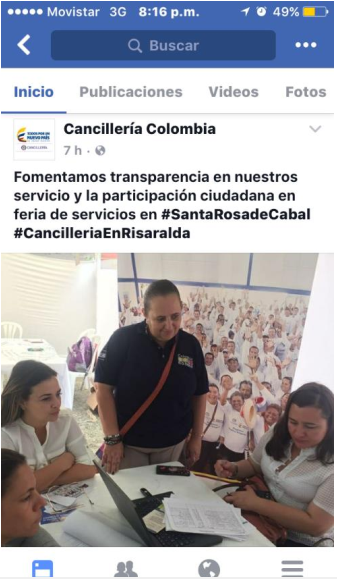 Movistar 3G 8:16 p.m. 49%
Buscar
Inicio Publicaciones Videos Fotos
Cancillería Colombia
7 h
Fomentamos transparencia en nuestros
servicio y la participación ciudadana en
feria de servicios en #SantaRosadeCabal
#CancilleriaEnRisaralda